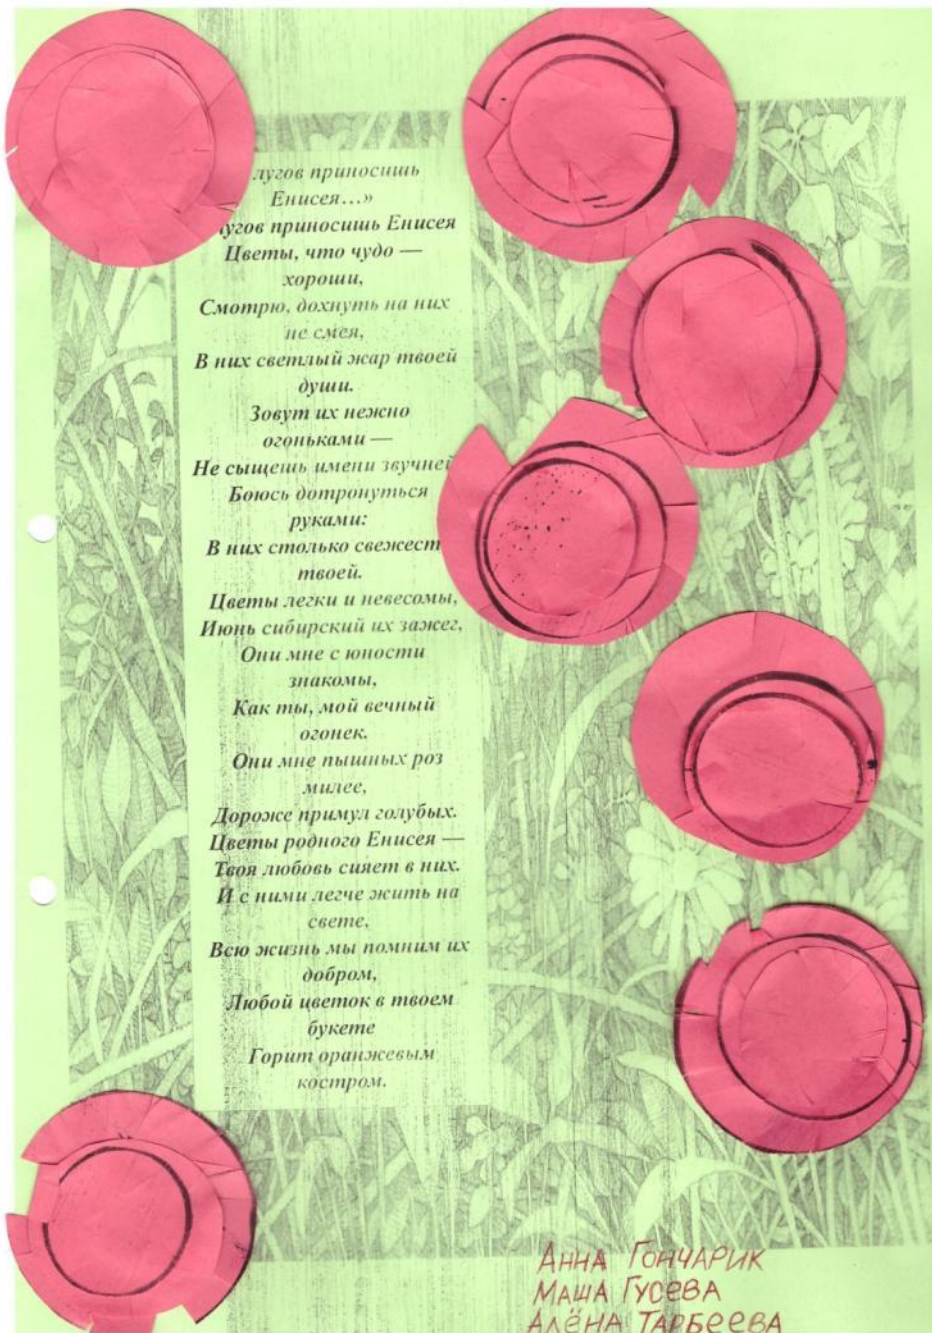 лугов приносишь
Енисея…»
угов приносишь Енисея
Цветы, что чудо —
хороши,
Смотрю, дохнуть на них
не смея,
В них светлый жар твоей
души.
Зовут их нежно
огоньками —
Не сыщешь имени звучней
Боюсь дотронуться
руками:
В них столько свежест
твоей.
Цветы легки и невесомы,
Июнь сибирский их зажег,
Они мне с юности
знакомы,
Как ты, мой вечный
огонек.
Они мне пышных роз
милее,
Дороже примул голубых.
Цветы родного Енисея —
Твоя любовь сияет в них.
И с ними легче жить на
свете,
Всю жизнь мы помним их
добром,
Любой цветок в твоем
букете
Горит оранжевым
костром.
Анна Гончарик
Маша Гусева
Алёна Тарбеева